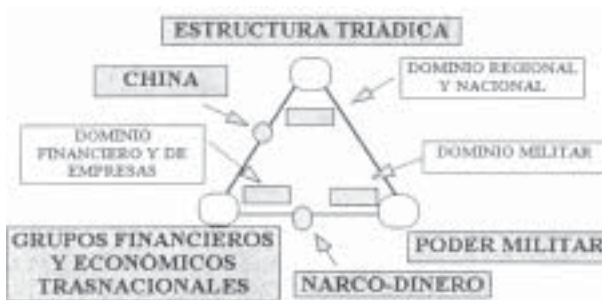 ESTRUCTURA TRIÁDICA
CHINA
DOMINIO REGIONAL
Y NACIONAL
DOMINIO
FINANCIERO Y DE
EMPRESAS
DOMINIO MILITAR
GRUPOS FINANCIEROS
Y ECONÓMICOS
TRASNACIONALES
PODER MILITAR
NARCO-DINERO